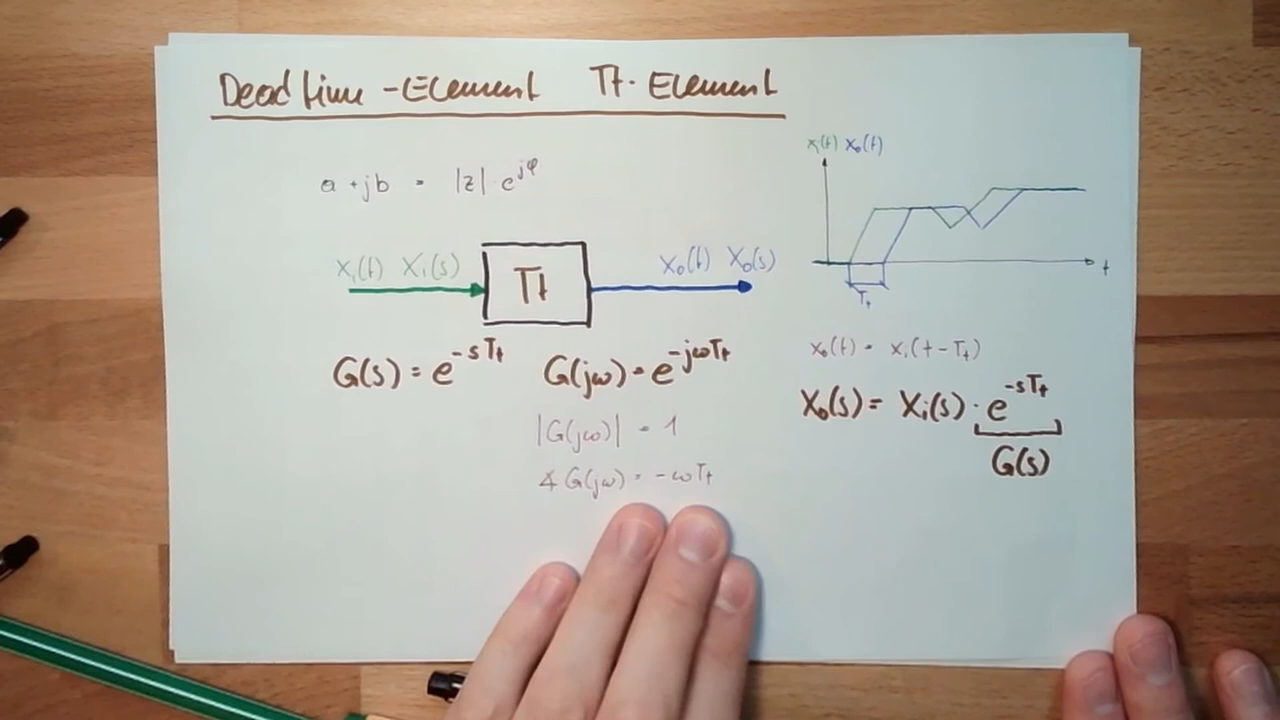 Dead time - Element Tt - Element
a + jb = |z| · e^jφ
Xi(t) Xi(s)
Tt
Xo(t) Xo(s)
G(s) = e^-sTt
G(jω) = e^-jωTt
|G(jω)| = 1
∡ G(jω) = -ωTt
xi(t) xo(t)
t
Tt
xo(t) = xi(t-Tt)
Xo(s) = Xi(s) · e^-sTt
G(s)